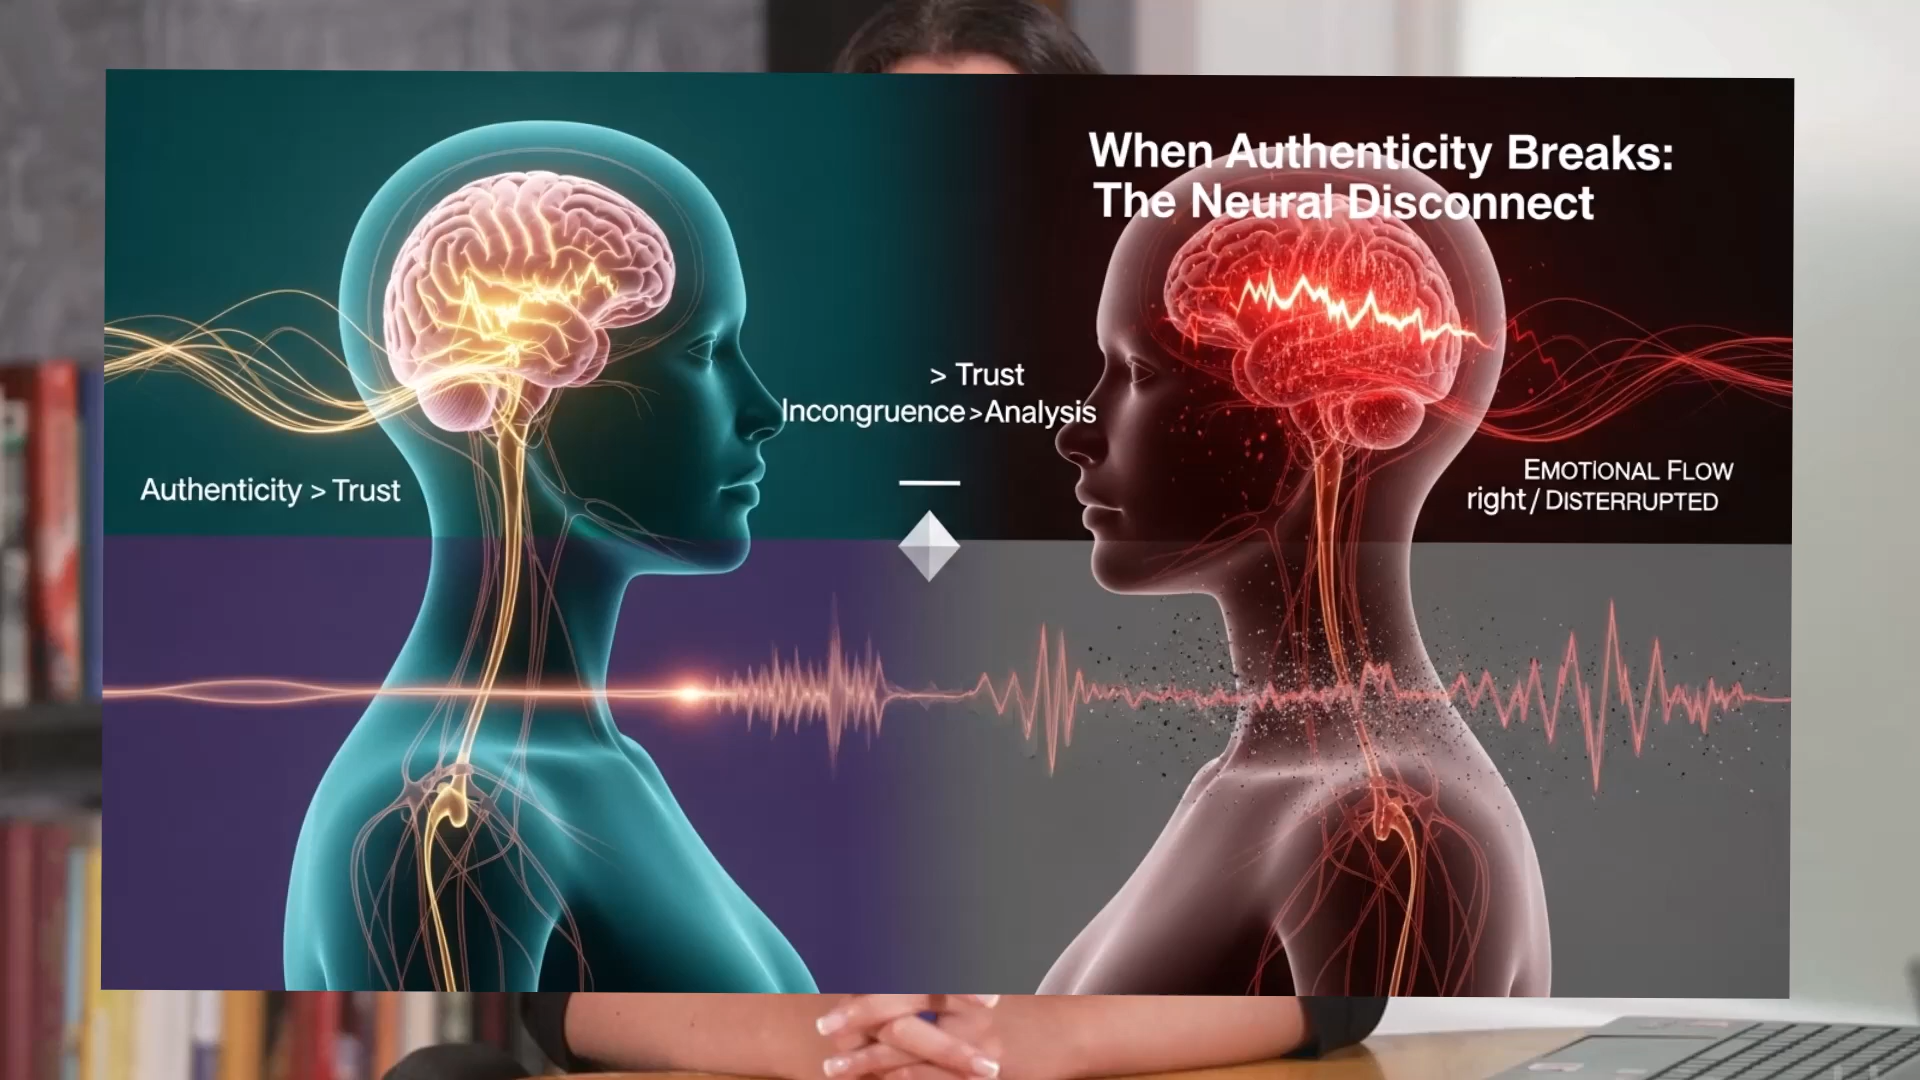 When Authenticity Breaks:
The Neural Disconnect
> Trust
Incongruence>Analysis
Authenticity > Trust
EMOTIONAL FLOW
right / DISTERRUPTED